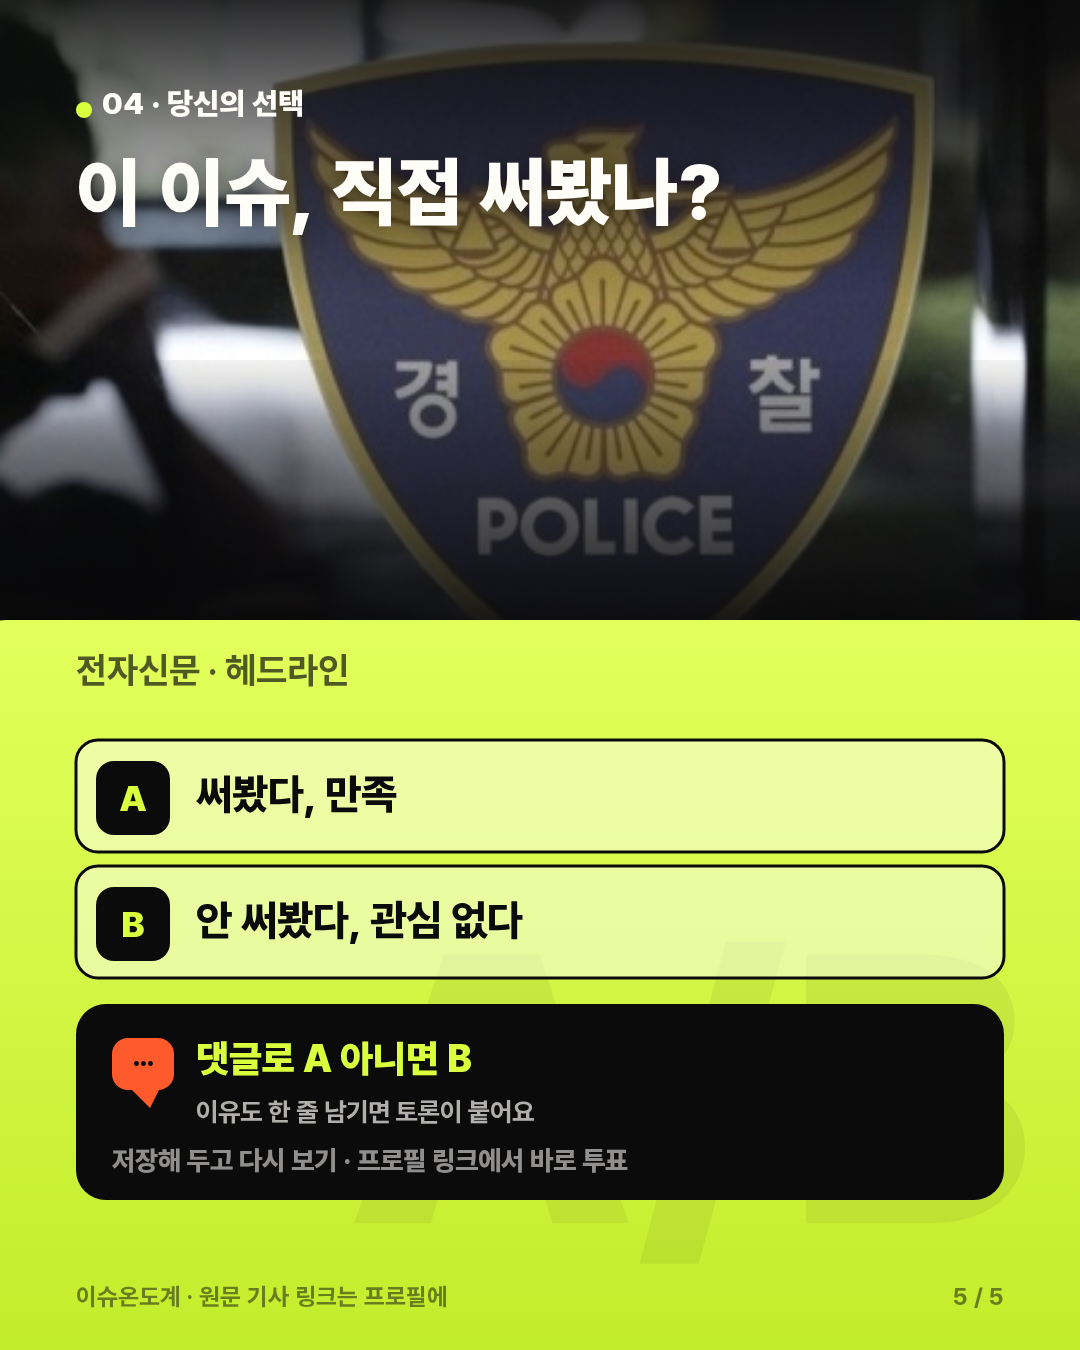 04 · 당신의 선택
이 이슈, 직접 써봤나?
경 찰
POLICE
전자신문 · 헤드라인
A 써봤다, 만족
B 안 써봤다, 관심 없다
댓글로 A 아니면 B
이유도 한 줄 남기면 토론이 붙어요
저장해 두고 다시 보기 · 프로필 링크에서 바로 투표
A/B
이슈온도계 · 원문 기사 링크는 프로필에
5 / 5